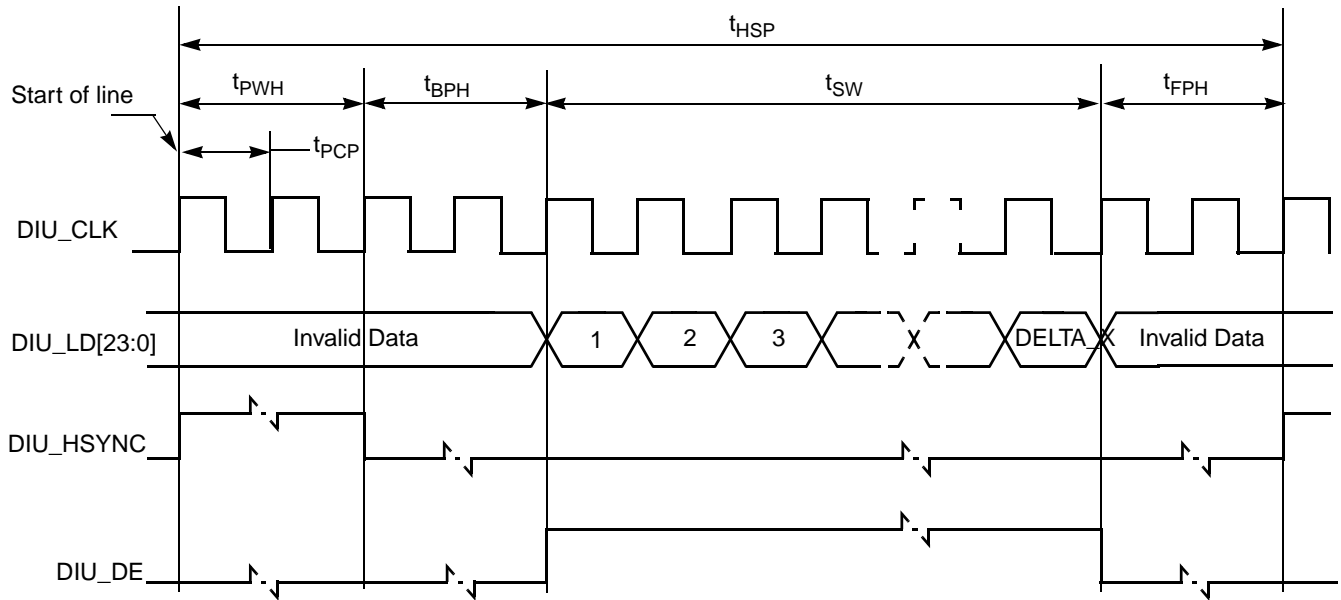 tHSP
tPWH tBPH tSW tFPH
Start of line
tPCP
DIU_CLK
DIU_LD[23:0] Invalid Data 1 2 3 DELTA_X Invalid Data
DIU_HSYNC
DIU_DE